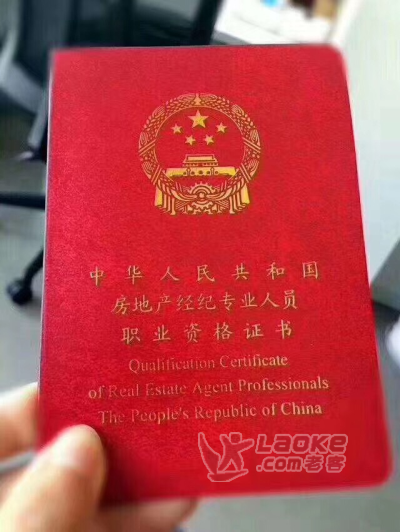 中华人民共和国
房地产经纪专业人员
职业资格证书
Qualification Certificate
of Real Estate Agent Professionals
The People's Republic of China
LAOKE
.com老客